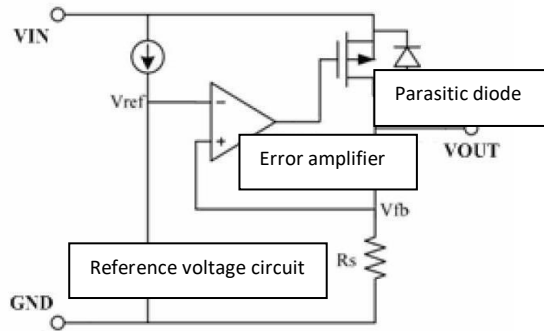 VIN
Vref
Parasitic diode
VOUT
Error amplifier
Vfb
Reference voltage circuit
Rs
GND